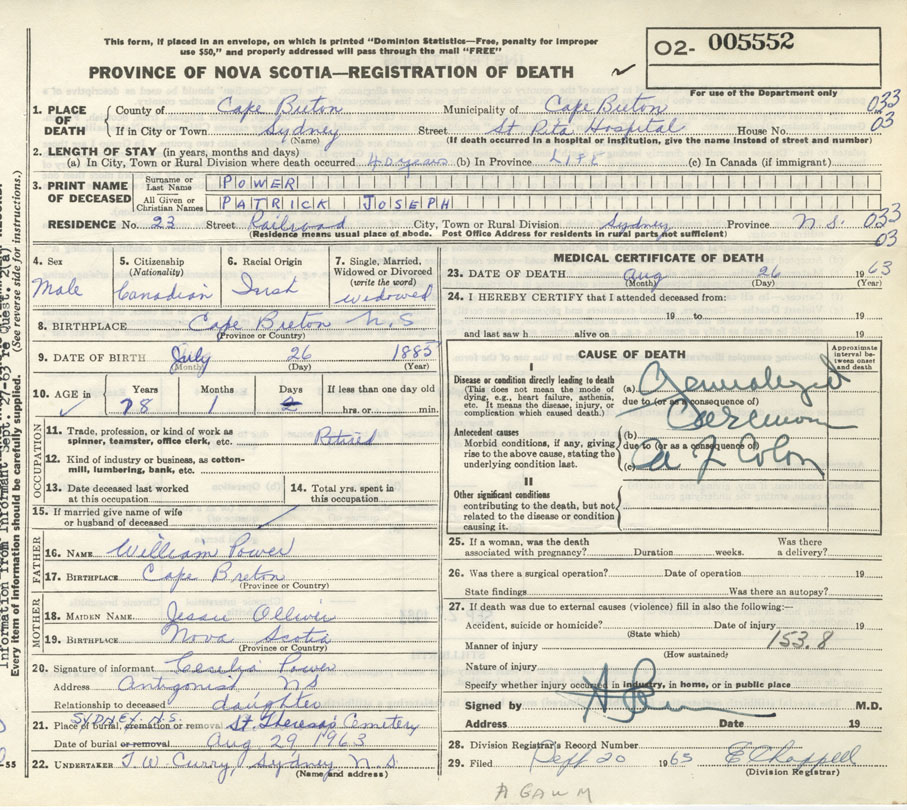 This form, if placed in an envelope, on which is printed "Dominion Statistics—Free, penalty for improper
use $50," and properly addressed will pass through the mail "FREE"
O2- 005552
PROVINCE OF NOVA SCOTIA—REGISTRATION OF DEATH
For use of the Department only
1. PLACE OF DEATH County of Cape Breton Municipality of Cape Breton 033
If in City or Town Sydney Street St Rita Hospital House No. 03
(Name) (If death occurred in a hospital or institution, give the name instead of street and number)
2. LENGTH OF STAY (in years, months and days)
(a) In City, Town or Rural Division where death occurred 40 years (b) In Province LIFE (c) In Canada (if immigrant)
3. PRINT NAME OF DECEASED Surname or Last Name POWER
All Given or Christian Names PATRICK JOSEPH
RESIDENCE No. 23 Street Railroad City, Town or Rural Division Sydney Province N.S. 033
(Residence means usual place of abode. Post Office Address for residents in rural parts not sufficient) 03
4. Sex Male
5. Citizenship (Nationality) Canadian
6. Racial Origin Irish
7. Single, Married, Widowed or Divorced (write the word) widowed
8. BIRTHPLACE Cape Breton N.S
(Province or Country)
9. DATE OF BIRTH July 26 1885
(Month) (Day) (Year)
10. AGE in Years Months Days If less than one day old
78 1 hrs. or min.
OCCUPATION
11. Trade, profession, or kind of work as spinner, teamster, office clerk, etc. Retired
12. Kind of industry or business, as cotton-mill, lumbering, bank, etc.
13. Date deceased last worked at this occupation
14. Total yrs. spent in this occupation
15. If married give name of wife or husband of deceased
FATHER
16. NAME William Power
17. BIRTHPLACE Cape Breton
(Province or Country)
MOTHER
18. MAIDEN NAME Jessie Olliver
19. BIRTHPLACE Nova Scotia
(Province or Country)
20. Signature of informant Cecelia Power
Address Antigonish NS
Relationship to deceased daughter
SYDNEY. N.S.
21. Place of burial, cremation or removal St. Theresa's Cemetery
Date of burial or removal Aug 29 1963
22. UNDERTAKER T.W. Curry, Sydney N.S
(Name and address)
MEDICAL CERTIFICATE OF DEATH
23. DATE OF DEATH Aug 26 1963
(Month) (Day) (Year)
24. I HEREBY CERTIFY that I attended deceased from:
19 to 19
and last saw h alive on 19
CAUSE OF DEATH
Approximate interval between onset and death
I
Disease or condition directly leading to death
(This does not mean the mode of dying, e.g., heart failure, asthenia, etc. It means the disease, injury, or complication which caused death.)
(a) Generalized
due to (or as a consequence of)
Antecedent causes
Morbid conditions, if any, giving rise to the above cause, stating the underlying condition last.
(b)
due to (or as a consequence of)
(c) Ca of Colon
II
Other significant conditions
contributing to the death, but not related to the disease or condition causing it.
25. If a woman, was the death associated with pregnancy? Duration weeks. Was there a delivery?
26. Was there a surgical operation? Date of operation 19
State findings Was there an autopsy?
27. If death was due to external causes (violence) fill in also the following:—
Accident, suicide or homicide? Date of injury 19
(State which)
Manner of injury 153.8
(How sustained)
Nature of injury
Specify whether injury occurred in industry, in home, or in public place
Signed by M.D.
Address Date 19
28. Division Registrar's Record Number
29. Filed Sept 20 1963 E Chappell
(Division Registrar)
Every item of information should be carefully supplied. (See reverse side for instructions.)
55